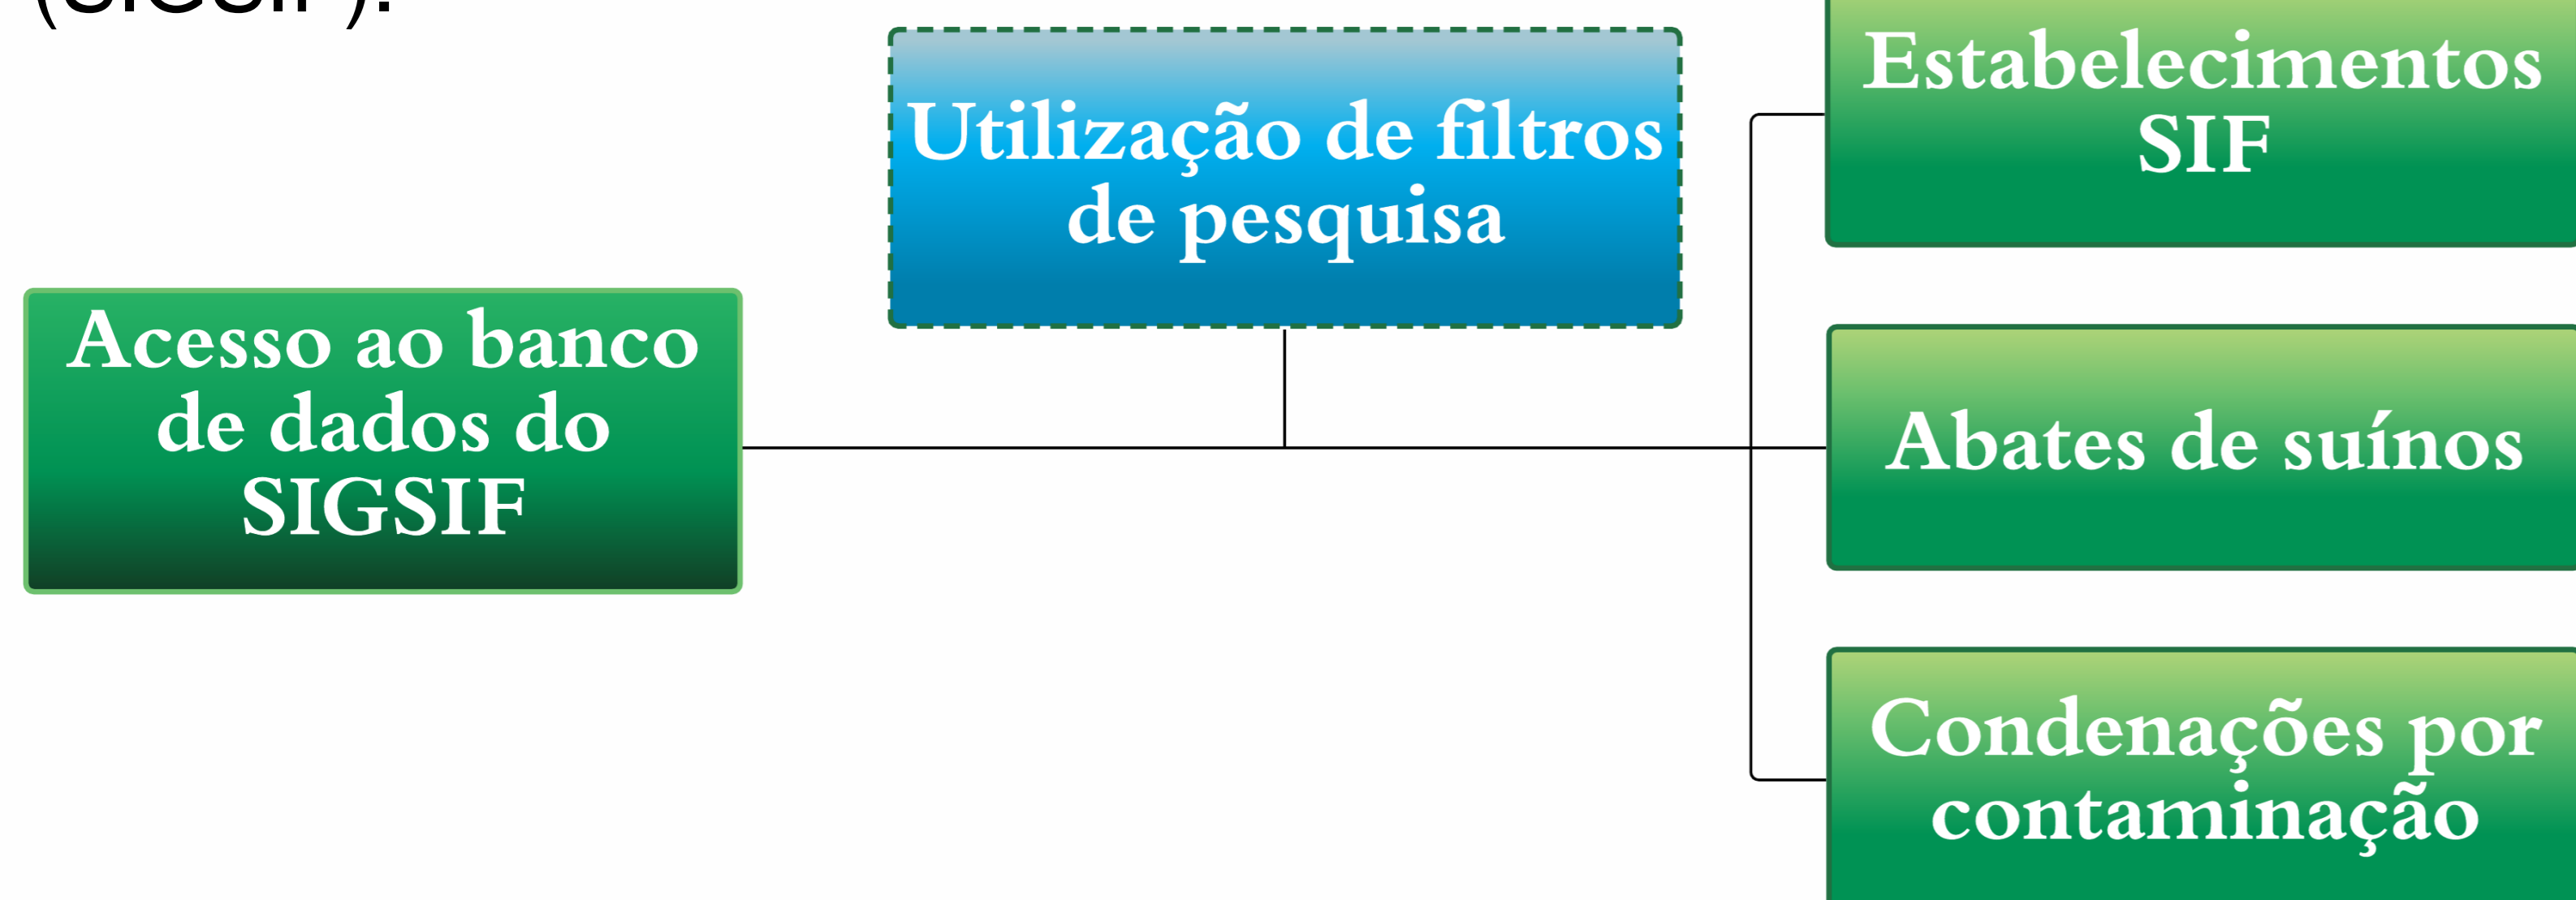 (SIGSIF).
Utilização de filtros
de pesquisa
Acesso ao banco
de dados do
SIGSIF
Estabelecimentos
SIF
Abates de suínos
Condenações por
contaminação